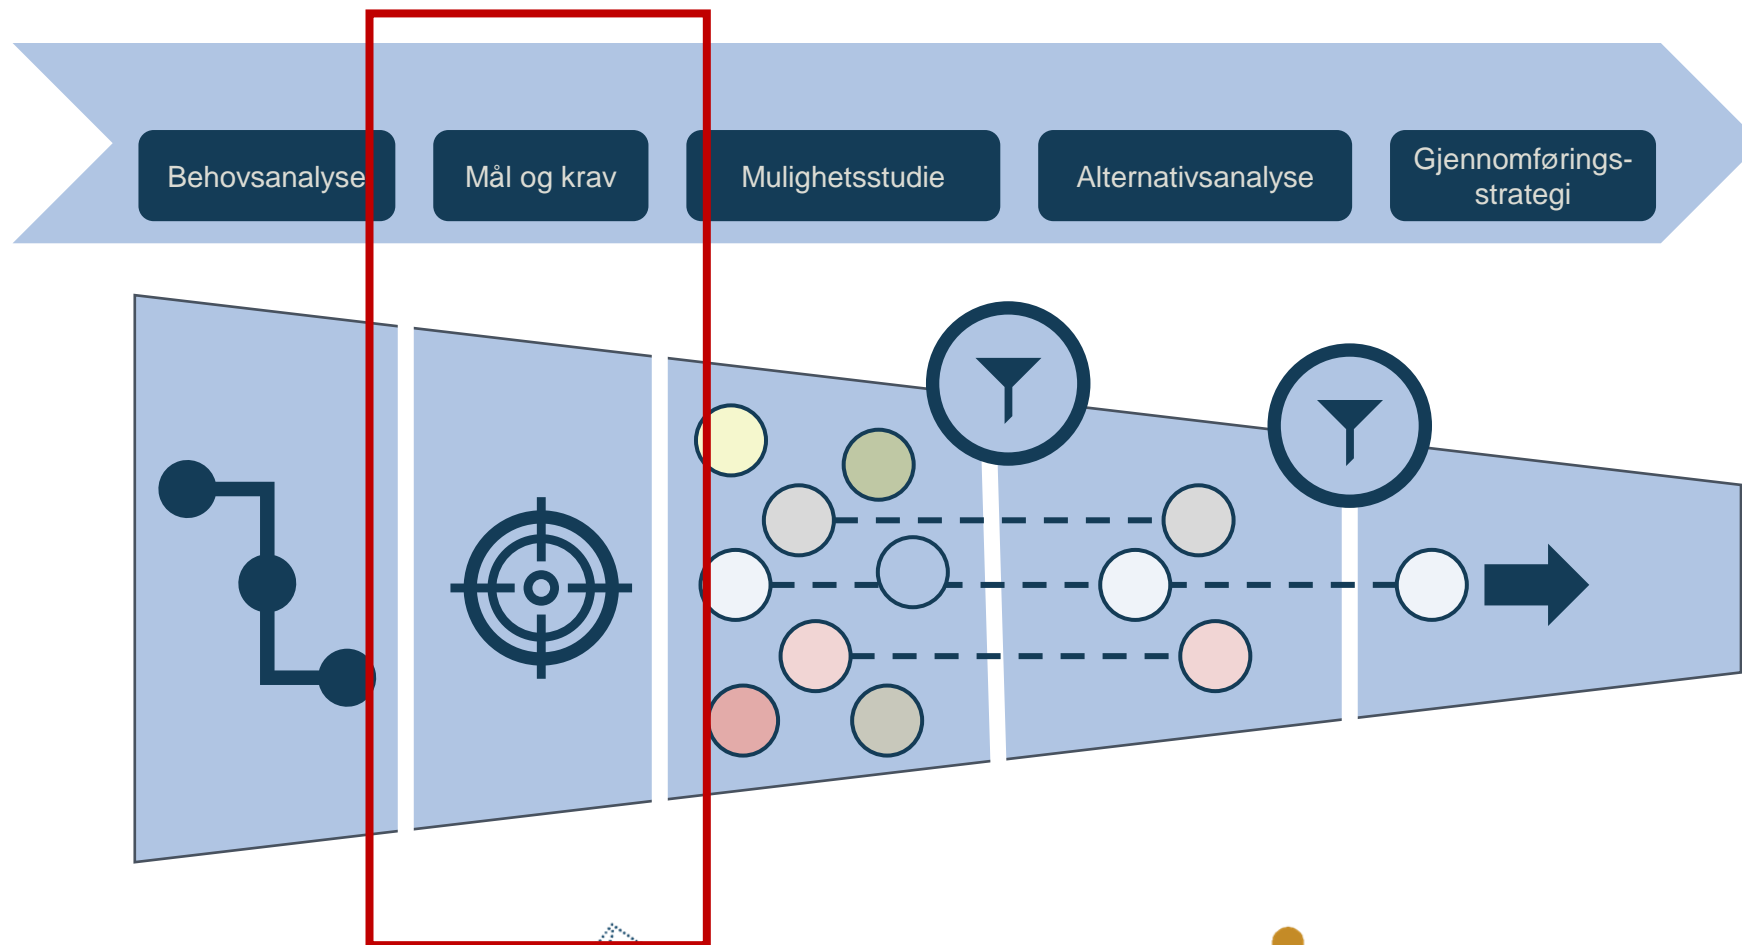 Behovsanalyse
Mål og krav
Mulighetsstudie
Alternativsanalyse
Gjennomførings-
strategi